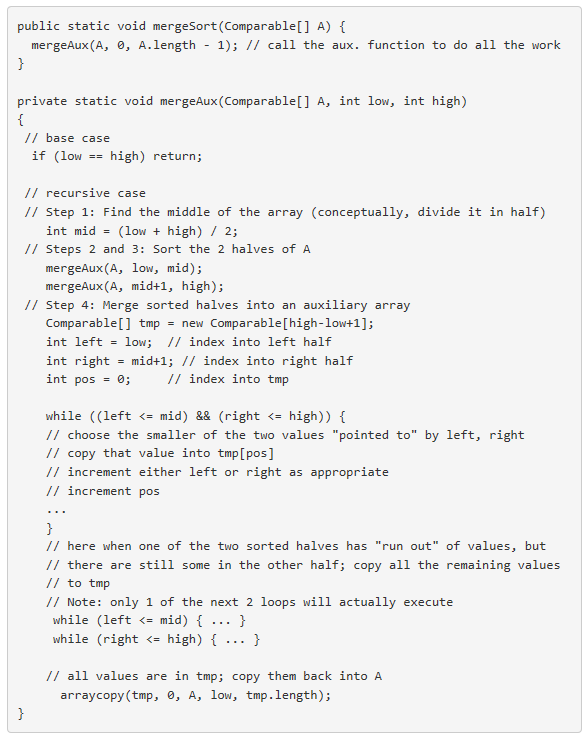 public static void mergeSort(Comparable[] A) {
  mergeAux(A, 0, A.length - 1); // call the aux. function to do all the work
}

private static void mergeAux(Comparable[] A, int low, int high)
{
 // base case
  if (low == high) return;

 // recursive case
 // Step 1: Find the middle of the array (conceptually, divide it in half)
    int mid = (low + high) / 2;
 // Steps 2 and 3: Sort the 2 halves of A
    mergeAux(A, low, mid);
    mergeAux(A, mid+1, high);
 // Step 4: Merge sorted halves into an auxiliary array
    Comparable[] tmp = new Comparable[high-low+1];
    int left = low;  // index into left half
    int right = mid+1; // index into right half
    int pos = 0;     // index into tmp

    while ((left <= mid) && (right <= high)) {
    // choose the smaller of the two values "pointed to" by left, right
    // copy that value into tmp[pos]
    // increment either left or right as appropriate
    // increment pos
    ...
    }
    // here when one of the two sorted halves has "run out" of values, but
    // there are still some in the other half; copy all the remaining values
    // to tmp
    // Note: only 1 of the next 2 loops will actually execute
     while (left <= mid) { ... }
     while (right <= high) { ... }

    // all values are in tmp; copy them back into A
      arraycopy(tmp, 0, A, low, tmp.length);
}